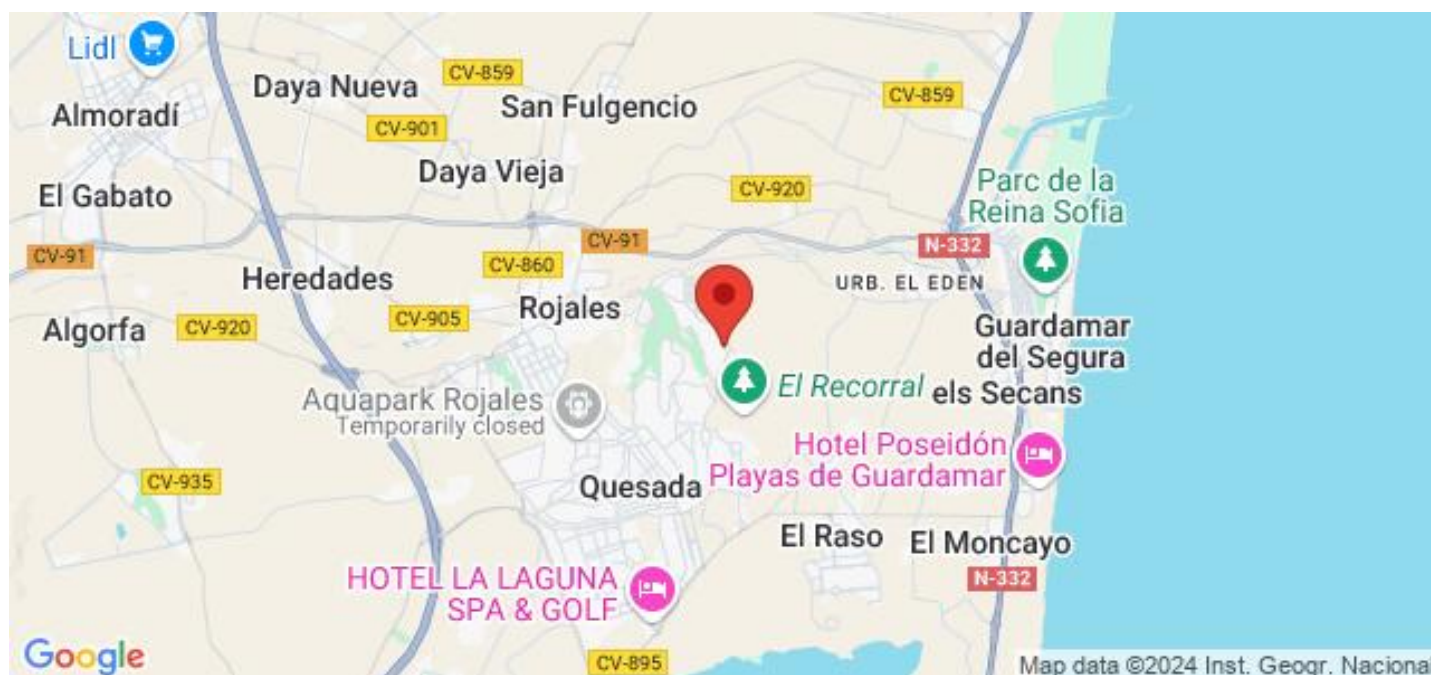 Lidl
Almoradí
Daya Nueva
CV-859
San Fulgencio
CV-859
CV-901
Daya Vieja
El Gabato
CV-920
Parc de la
Reina Sofia
CV-91
CV-91
N-332
Heredades
CV-860
URB. EL EDEN
Rojales
Algorfa
CV-920
CV-905
Guardamar
del Segura
El Recorral
els Secans
Aquapark Rojales
Temporarily closed
Hotel Poseidón
Playas de Guardamar
CV-935
Quesada
El Raso
El Moncayo
HOTEL LA LAGUNA
SPA & GOLF
N-332
Google
CV-895
Map data ©2024 Inst. Geogr. Nacional